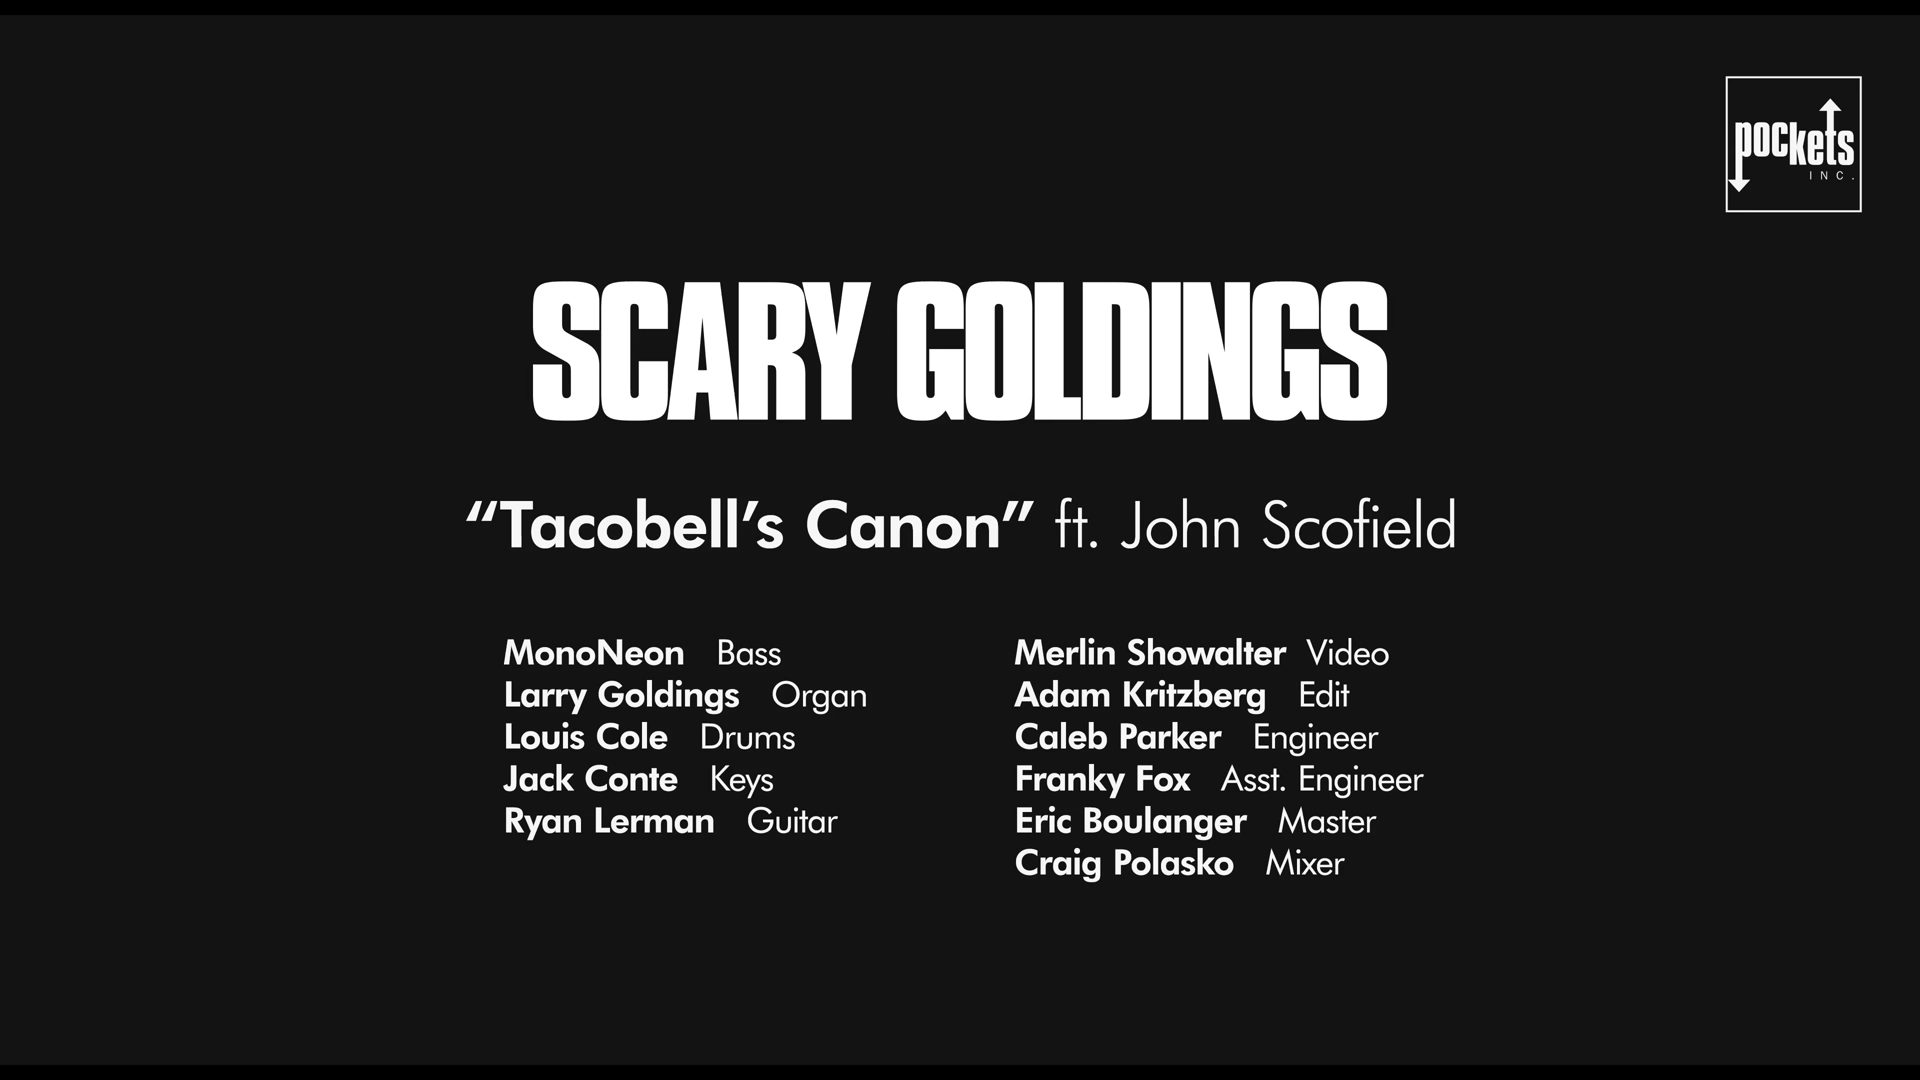 pockets
INC.
SCARY GOLDINGS
“Tacobell’s Canon” ft. John Scofield
MonoNeon Bass
Larry Goldings Organ
Louis Cole Drums
Jack Conte Keys
Ryan Lerman Guitar
Merlin Showalter Video
Adam Kritzberg Edit
Caleb Parker Engineer
Franky Fox Asst. Engineer
Eric Boulanger Master
Craig Polasko Mixer